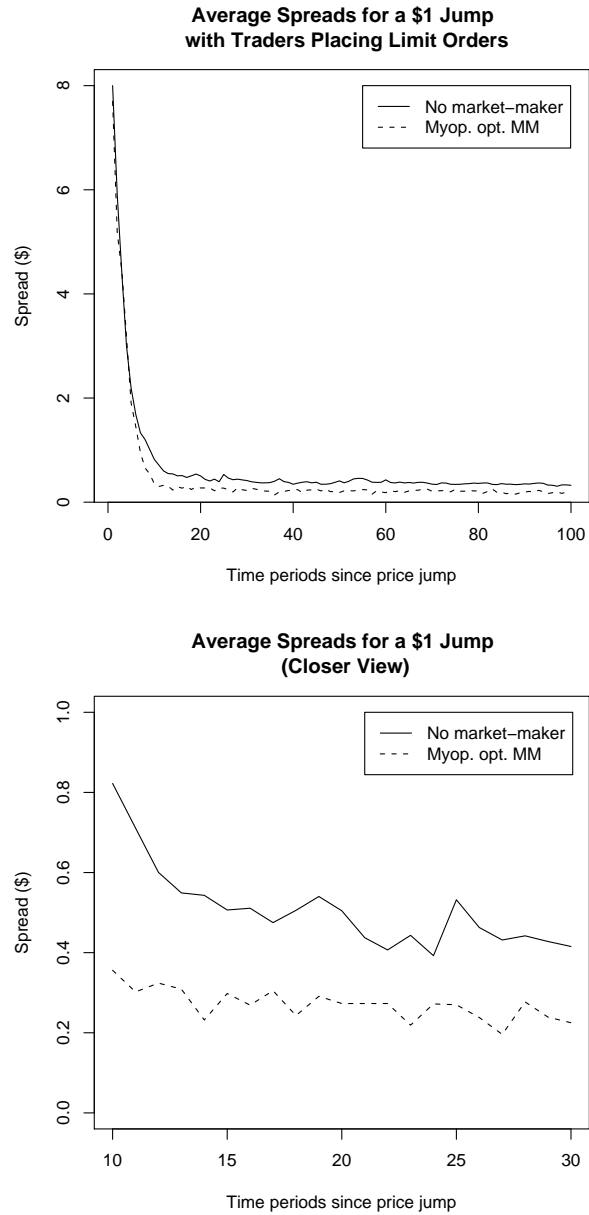 Average Spreads for a $1 Jump
with Traders Placing Limit Orders
8
6
4
2
0
Spread ($)
No market−maker
Myop. opt. MM
0 20 40 60 80 100
Time periods since price jump
Average Spreads for a $1 Jump
(Closer View)
1.0
0.8
0.6
0.4
0.2
0.0
Spread ($)
No market−maker
Myop. opt. MM
10 15 20 25 30
Time periods since price jump